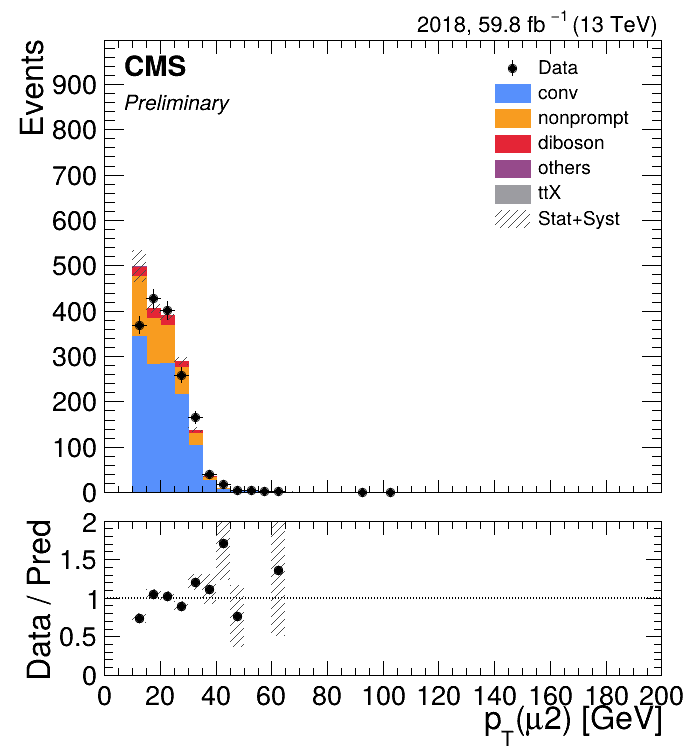 2018, 59.8 fb⁻¹ (13 TeV)
CMS
Preliminary
Events
900
800
700
600
500
400
300
200
100
0
Data
conv
nonprompt
diboson
others
ttX
Stat+Syst
Data / Pred
2
1.5
1
0.5
0
0 20 40 60 80 100 120 140 160 180 200
p_T(μ2) [GeV]